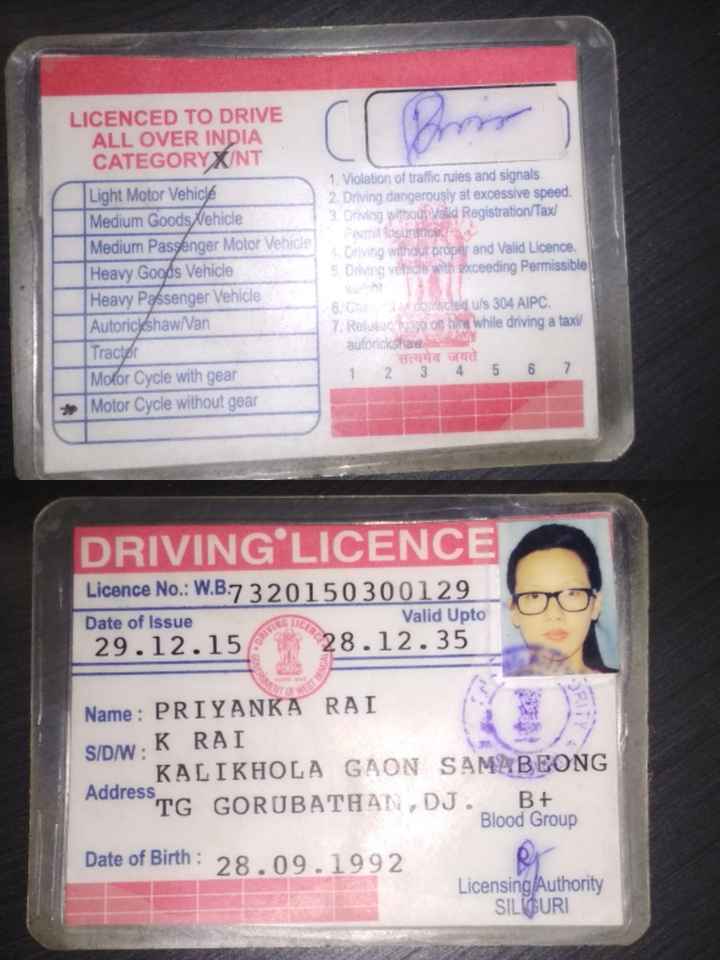 LICENCED TO DRIVE
ALL OVER INDIA
CATEGORY X/NT
Light Motor Vehicle
Medium Goods Vehicle
Medium Passenger Motor Vehicle
Heavy Goods Vehicle
Heavy Passenger Vehicle
Autorickshaw/Van
Tractor
Motor Cycle with gear
Motor Cycle without gear
1. Violation of traffic rules and signals
2. Driving dangerously at excessive speed.
3. Driving without Valid Registration/Tax/
Permit Insurance.
4. Driving without proper and Valid Licence.
5. Driving vehicle with exceeding Permissible
weight
6. convicted u/s 304 AIPC.
7. on hire while driving a taxi/
autorickshaw
सत्यमेव जयते
1 2 3 4 5 6 7
DRIVING LICENCE
Licence No.: W.B.7320150300129
Date of Issue Valid Upto
29.12.15 28.12.35
DRIVING LICENCE
GOVERNMENT OF WEST BENGAL
Name : PRIYANKA RAI
S/D/W : K RAI
KALIKHOLA GAON SAMABEONG
Address TG GORUBATHAN,DJ. B+
Blood Group
Date of Birth : 28.09.1992
Licensing Authority
SILIGURI